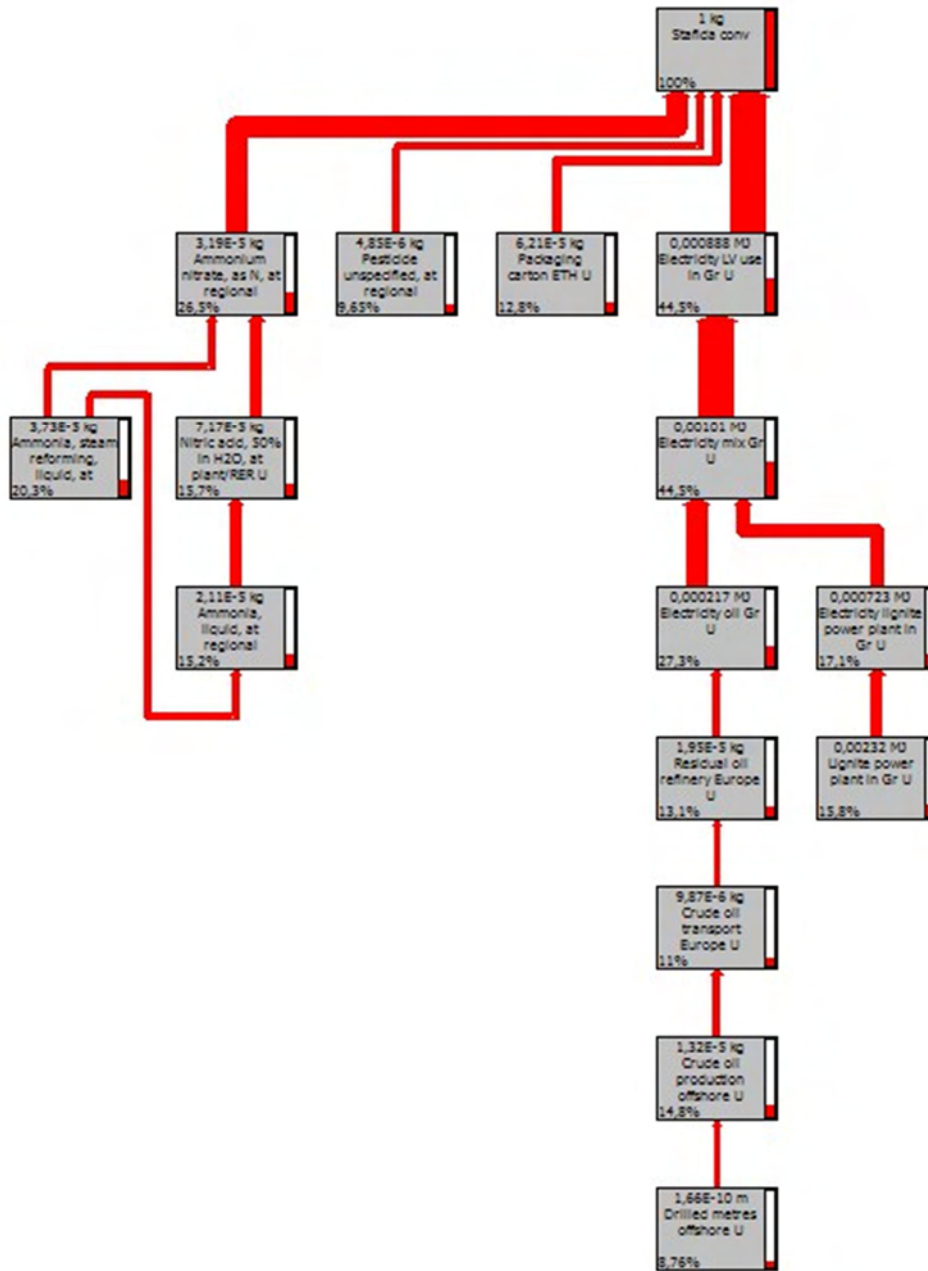 1 kg
Stafida conv
100%
3,19E-5 kg
Ammonium
nitrate, as N, at
regional
26,5%
4,85E-6 kg
Pesticide
unspecified, at
regional
9,65%
6,21E-5 kg
Packaging
carton ETH U
12,8%
0,000888 MJ
Electricity LV use
in Gr U
44,5%
3,73E-5 kg
Ammonia, steam
reforming,
liquid, at
20,3%
7,17E-5 kg
Nitric acid, 50%
in H2O, at
plant/RER U
15,7%
0,00101 MJ
Electricity mix Gr
U
44,5%
2,11E-5 kg
Ammonia,
liquid, at
regional
15,2%
0,000217 MJ
Electricity oil Gr
U
27,3%
0,000723 MJ
Electricity lignite
power plant in
Gr U
17,1%
1,95E-5 kg
Residual oil
refinery Europe
U
13,1%
0,00232 MJ
Lignite power
plant in Gr U
15,8%
9,87E-6 kg
Crude oil
transport
Europe U
11%
1,32E-5 kg
Crude oil
production
offshore U
14,8%
1,66E-10 m
Drilled metres
offshore U
8,76%